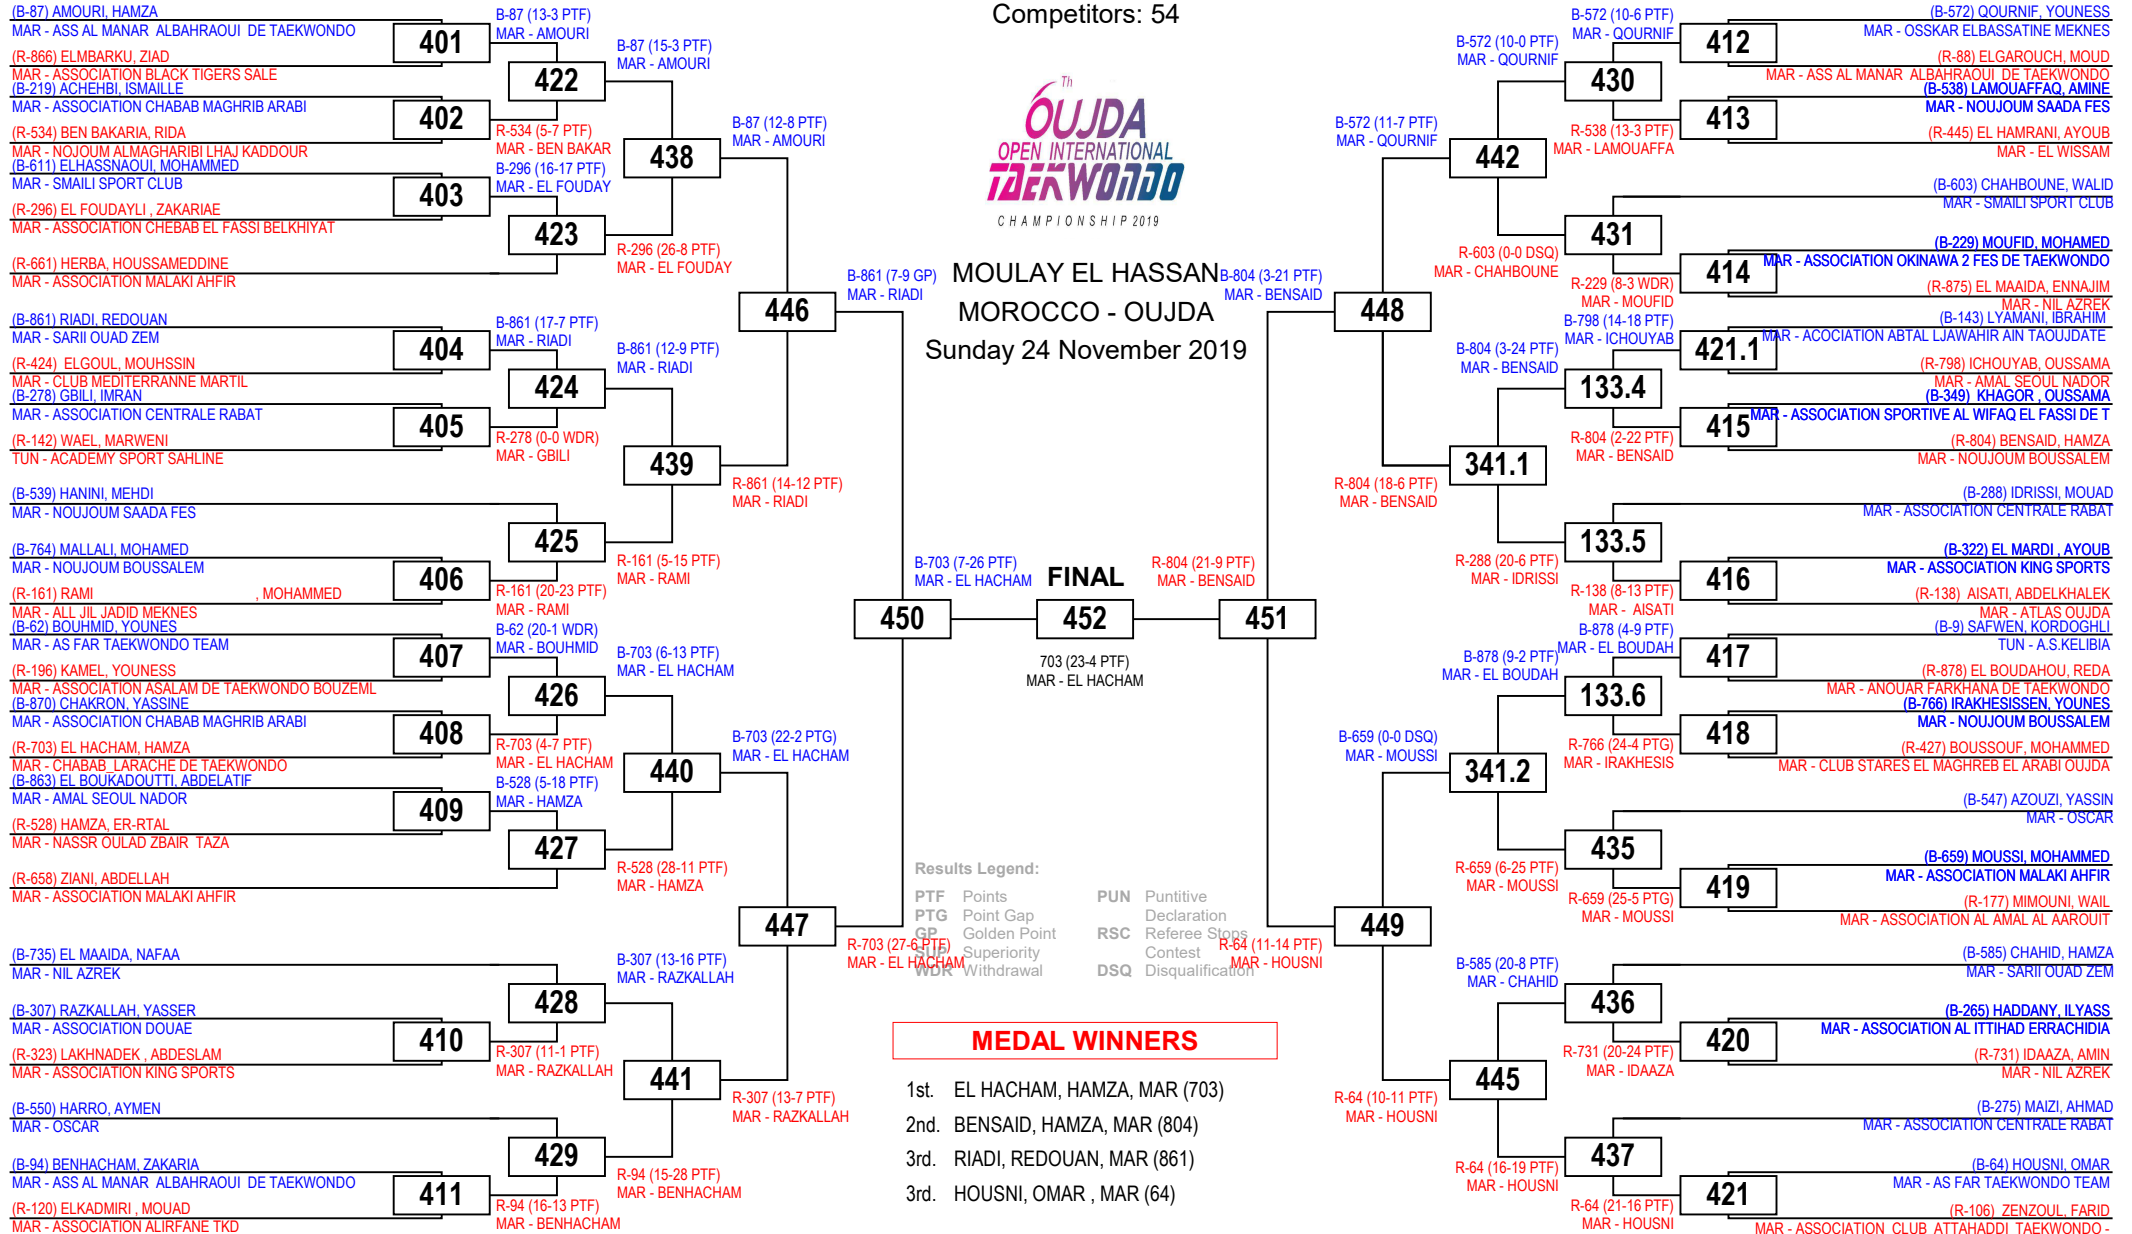 Competitors: 54
Th
6 OUJDA
OPEN INTERNATIONAL
TAEKWONDO
CHAMPIONSHIP 2019
MOULAY EL HASSAN
MOROCCO - OUJDA
Sunday 24 November 2019
(B-87) AMOURI, HAMZA
MAR - ASS AL MANAR ALBAHRAOUI DE TAEKWONDO
401
(R-866) ELMBARKU, ZIAD
MAR - ASSOCIATION BLACK TIGERS SALE
(B-219) ACHEHBI, ISMAILLE
MAR - ASSOCIATION CHABAB MAGHRIB ARABI
402
(R-534) BEN BAKARIA, RIDA
MAR - NOJOUM ALMAGHARIBI LHAJ KADDOUR
(B-611) ELHASSNAOUI, MOHAMMED
MAR - SMAILI SPORT CLUB
403
(R-296) EL FOUDAYLI , ZAKARIAE
MAR - ASSOCIATION CHEBAB EL FASSI BELKHIYAT
(R-661) HERBA, HOUSSAMEDDINE
MAR - ASSOCIATION MALAKI AHFIR
(B-861) RIADI, REDOUAN
MAR - SARII OUAD ZEM
404
(R-424) ELGOUL, MOUHSSIN
MAR - CLUB MEDITERRANNE MARTIL
(B-278) GBILI, IMRAN
MAR - ASSOCIATION CENTRALE RABAT
405
(R-142) WAEL, MARWENI
TUN - ACADEMY SPORT SAHLINE
(B-539) HANINI, MEHDI
MAR - NOUJOUM SAADA FES
(B-764) MALLALI, MOHAMED
MAR - NOUJOUM BOUSSALEM
406
(R-161) RAMI , MOHAMMED
MAR - ALL JIL JADID MEKNES
(B-62) BOUHMID, YOUNES
MAR - AS FAR TAEKWONDO TEAM
407
(R-196) KAMEL, YOUNESS
MAR - ASSOCIATION ASALAM DE TAEKWONDO BOUZEML
(B-870) CHAKRON, YASSINE
MAR - ASSOCIATION CHABAB MAGHRIB ARABI
408
(R-703) EL HACHAM, HAMZA
MAR - CHABAB_LARACHE DE TAEKWONDO
(B-863) EL BOUKADOUTTI, ABDELATIF
MAR - AMAL SEOUL NADOR
409
(R-528) HAMZA, ER-RTAL
MAR - NASSR OULAD ZBAIR TAZA
(R-658) ZIANI, ABDELLAH
MAR - ASSOCIATION MALAKI AHFIR
(B-735) EL MAAIDA, NAFAA
MAR - NIL AZREK
(B-307) RAZKALLAH, YASSER
MAR - ASSOCIATION DOUAE
410
(R-323) LAKHNADEK , ABDESLAM
MAR - ASSOCIATION KING SPORTS
(B-550) HARRO, AYMEN
MAR - OSCAR
(B-94) BENHACHAM, ZAKARIA
MAR - ASS AL MANAR ALBAHRAOUI DE TAEKWONDO
411
(R-120) ELKADMIRI , MOUAD
MAR - ASSOCIATION ALIRFANE TKD
B-87 (13-3 PTF)
MAR - AMOURI
422
R-534 (5-7 PTF)
MAR - BEN BAKAR
B-296 (16-17 PTF)
MAR - EL FOUDAY
423
B-861 (17-7 PTF)
MAR - RIADI
424
R-278 (0-0 WDR)
MAR - GBILI
425
R-161 (20-23 PTF)
MAR - RAMI
B-62 (20-1 WDR)
MAR - BOUHMID
426
R-703 (4-7 PTF)
MAR - EL HACHAM
B-528 (5-18 PTF)
MAR - HAMZA
427
428
R-307 (11-1 PTF)
MAR - RAZKALLAH
429
R-94 (16-13 PTF)
MAR - BENHACHAM
B-87 (15-3 PTF)
MAR - AMOURI
438
R-296 (26-8 PTF)
MAR - EL FOUDAY
B-861 (12-9 PTF)
MAR - RIADI
439
R-161 (5-15 PTF)
MAR - RAMI
B-703 (6-13 PTF)
MAR - EL HACHAM
440
R-528 (28-11 PTF)
MAR - HAMZA
B-307 (13-16 PTF)
MAR - RAZKALLAH
441
R-94 (15-28 PTF)
MAR - BENHACHAM
B-87 (12-8 PTF)
MAR - AMOURI
446
R-861 (14-12 PTF)
MAR - RIADI
B-703 (22-2 PTG)
MAR - EL HACHAM
447
R-307 (13-7 PTF)
MAR - RAZKALLAH
B-861 (7-9 GP)
MAR - RIADI
450
R-703 (27-6 PTF)
MAR - EL HACHAM
B-703 (7-26 PTF)
MAR - EL HACHAM
FINAL
452
703 (23-4 PTF)
MAR - EL HACHAM
R-804 (21-9 PTF)
MAR - BENSAID
B-804 (3-21 PTF)
MAR - BENSAID
451
R-64 (11-14 PTF)
MAR - HOUSNI
B-572 (11-7 PTF)
MAR - QOURNIF
448
R-804 (18-6 PTF)
MAR - BENSAID
B-659 (0-0 DSQ)
MAR - MOUSSI
449
R-64 (10-11 PTF)
MAR - HOUSNI
B-572 (10-0 PTF)
MAR - QOURNIF
442
R-603 (0-0 DSQ)
MAR - CHAHBOUNE
B-804 (3-24 PTF)
MAR - BENSAID
341.1
R-288 (20-6 PTF)
MAR - IDRISSI
B-878 (9-2 PTF)
MAR - EL BOUDAH
341.2
R-659 (6-25 PTF)
MAR - MOUSSI
B-585 (20-8 PTF)
MAR - CHAHID
445
R-64 (16-19 PTF)
MAR - HOUSNI
B-572 (10-6 PTF)
MAR - QOURNIF
430
R-538 (13-3 PTF)
MAR - LAMOUAFFA
431
R-229 (8-3 WDR)
MAR - MOUFID
B-798 (14-18 PTF)
MAR - ICHOUYAB
133.4
R-804 (2-22 PTF)
MAR - BENSAID
133.5
R-138 (8-13 PTF)
MAR - AISATI
B-878 (4-9 PTF)
MAR - EL BOUDAH
133.6
R-766 (24-4 PTG)
MAR - IRAKHESIS
435
R-659 (25-5 PTG)
MAR - MOUSSI
436
R-731 (20-24 PTF)
MAR - IDAAZA
437
R-64 (21-16 PTF)
MAR - HOUSNI
(B-572) QOURNIF, YOUNESS
MAR - OSSKAR ELBASSATINE MEKNES
412
(R-88) ELGAROUCH, MOUD
MAR - ASS AL MANAR ALBAHRAOUI DE TAEKWONDO
(B-538) LAMOUAFFAQ, AMINE
MAR - NOUJOUM SAADA FES
413
(R-445) EL HAMRANI, AYOUB
MAR - EL WISSAM
(B-603) CHAHBOUNE, WALID
MAR - SMAILI SPORT CLUB
(B-229) MOUFID, MOHAMED
MAR - ASSOCIATION OKINAWA 2 FES DE TAEKWONDO
414
(R-875) EL MAAIDA, ENNAJIM
MAR - NIL AZREK
(B-143) LYAMANI, IBRAHIM
MAR - ACOCIATION ABTAL LJAWAHIR AIN TAOUJDATE
421.1
(R-798) ICHOUYAB, OUSSAMA
MAR - AMAL SEOUL NADOR
(B-349) KHAGOR , OUSSAMA
MAR - ASSOCIATION SPORTIVE AL WIFAQ EL FASSI DE T
415
(R-804) BENSAID, HAMZA
MAR - NOUJOUM BOUSSALEM
(B-288) IDRISSI, MOUAD
MAR - ASSOCIATION CENTRALE RABAT
(B-322) EL MARDI , AYOUB
MAR - ASSOCIATION KING SPORTS
416
(R-138) AISATI, ABDELKHALEK
MAR - ATLAS OUJDA
(B-9) SAFWEN, KORDOGHLI
TUN - A.S.KELIBIA
417
(R-878) EL BOUDAHOU, REDA
MAR - ANOUAR FARKHANA DE TAEKWONDO
(B-766) IRAKHESISSEN, YOUNES
MAR - NOUJOUM BOUSSALEM
418
(R-427) BOUSSOUF, MOHAMMED
MAR - CLUB STARES EL MAGHREB EL ARABI OUJDA
(B-547) AZOUZI, YASSIN
MAR - OSCAR
(B-659) MOUSSI, MOHAMMED
MAR - ASSOCIATION MALAKI AHFIR
419
(R-177) MIMOUNI, WAIL
MAR - ASSOCIATION AL AMAL AL AAROUIT
(B-585) CHAHID, HAMZA
MAR - SARII OUAD ZEM
(B-265) HADDANY, ILYASS
MAR - ASSOCIATION AL ITTIHAD ERRACHIDIA
420
(R-731) IDAAZA, AMIN
MAR - NIL AZREK
(B-275) MAIZI, AHMAD
MAR - ASSOCIATION CENTRALE RABAT
(B-64) HOUSNI, OMAR
MAR - AS FAR TAEKWONDO TEAM
421
(R-106) ZENZOUL, FARID
MAR - ASSOCIATION CLUB ATTAHADDI TAEKWONDO -
Results Legend:
PTF Points
PTG Point Gap
GP Golden Point
SUP Superiority
WDR Withdrawal
PUN Puntitive
Declaration
RSC Referee Stops
Contest
DSQ Disqualification
MEDAL WINNERS
1st. EL HACHAM, HAMZA, MAR (703)
2nd. BENSAID, HAMZA, MAR (804)
3rd. RIADI, REDOUAN, MAR (861)
3rd. HOUSNI, OMAR , MAR (64)